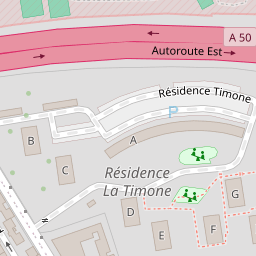 A 50
Autoroute Est
Résidence Timone
P
B
A
C
Résidence
La Timone
G
D
E
F